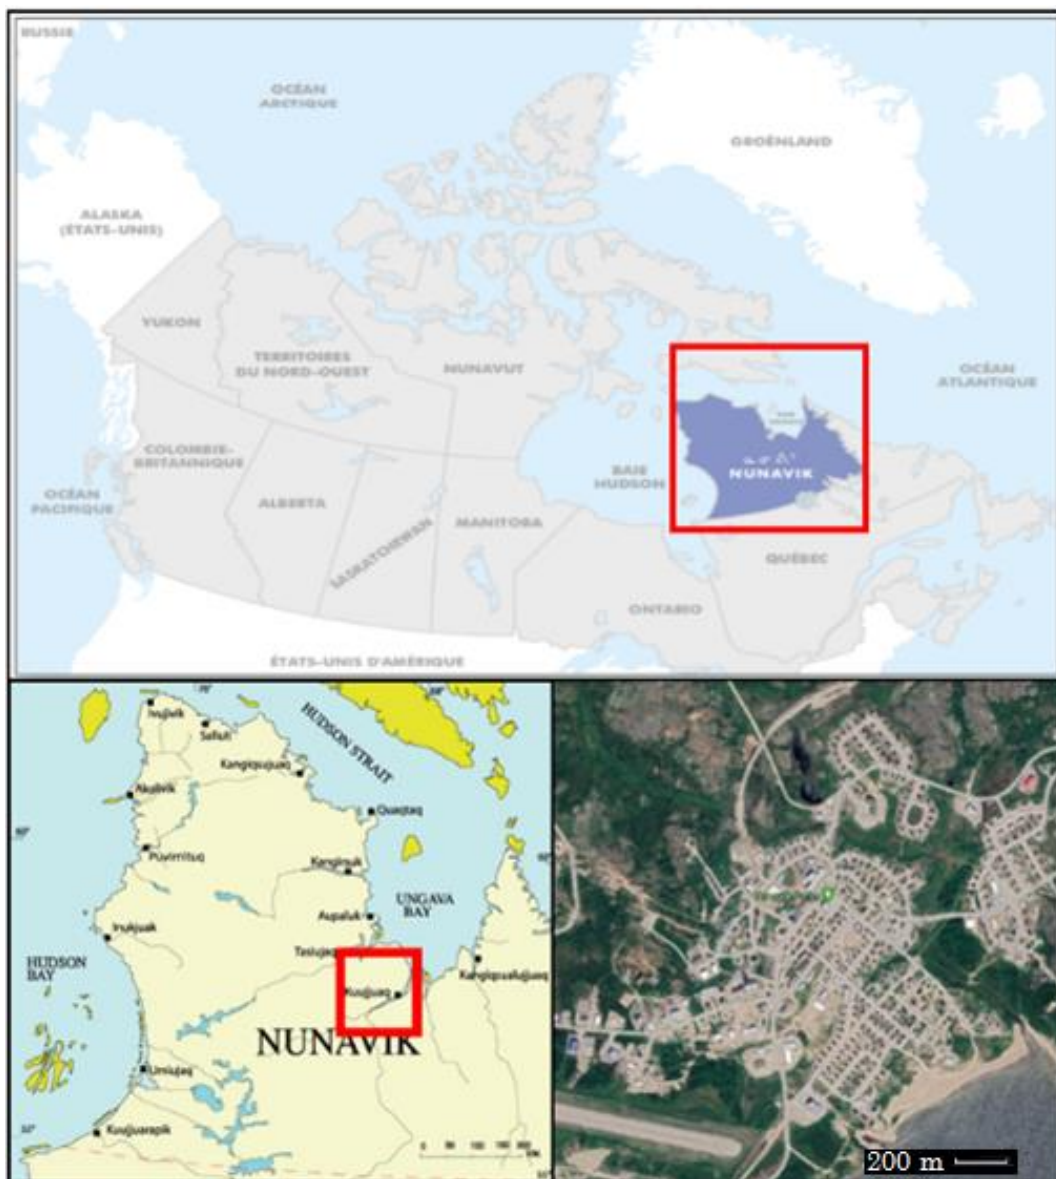 RUSSIE
OCÉAN
ARCTIQUE
GROËNLAND
ALASKA
(ÉTATS-UNIS)
YUKON
TERRITOIRES
DU NORD-OUEST
NUNAVUT
OCÉAN
ATLANTIQUE
COLOMBIE-
BRITANNIQUE
OCÉAN
PACIFIQUE
ALBERTA
SASKATCHEWAN
MANITOBA
BAIE
HUDSON
NUNAVIK
QUÉBEC
ONTARIO
ÉTATS-UNIS D'AMÉRIQUE
Ivujivik
Salluit
HUDSON STRAIT
Kangiqsujuaq
Akulivik
Quaqtaq
Puvirnituq
Kangirsuk
UNGAVA
BAY
Aupaluk
Inukjuak
Tasiujaq
HUDSON
BAY
Kangiqsualujjuaq
Kuujjuaq
NUNAVIK
Umiujaq
Kuujjuarapik
200 m